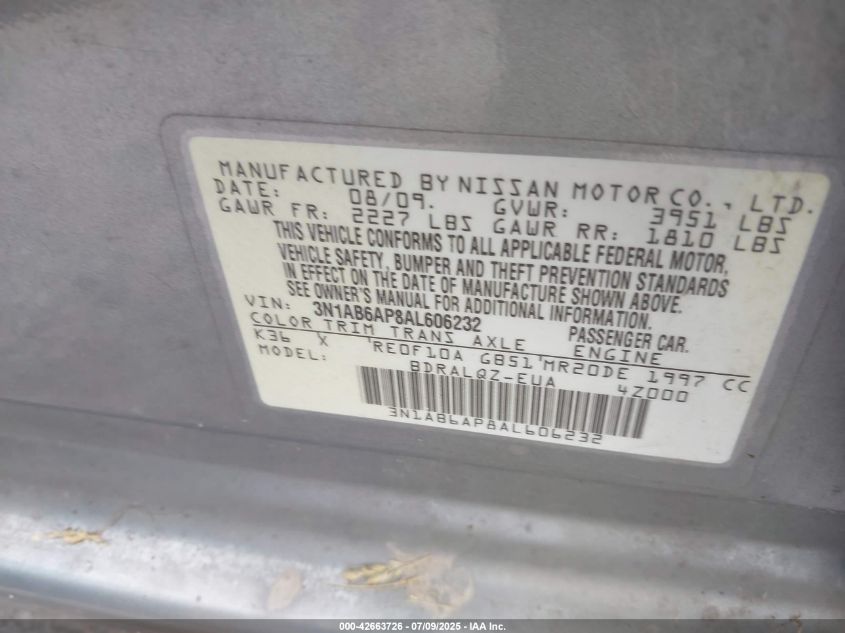 MANUFACTURED BY NISSAN MOTOR CO., LTD.
DATE: 08/09. GVWR: 3951 LBS
GAWR FR: 2227 LBS GAWR RR: 1810 LBS
THIS VEHICLE CONFORMS TO ALL APPLICABLE FEDERAL MOTOR,
VEHICLE SAFETY, BUMPER AND THEFT PREVENTION STANDARDS
IN EFFECT ON THE DATE OF MANUFACTURE SHOWN ABOVE.
SEE OWNER'S MANUAL FOR ADDITIONAL INFORMATION.
VIN: 3N1AB6AP8AL606232 PASSENGER CAR.
COLOR TRIM TRANS AXLE ENGINE
K36 X RE0F10A GB51 MR20DE 1997 CC
MODEL: BDRALQZ-EUA 4Z000
3N1AB6AP8AL606232
000-42663726 - 07/09/2025 - IAA Inc.